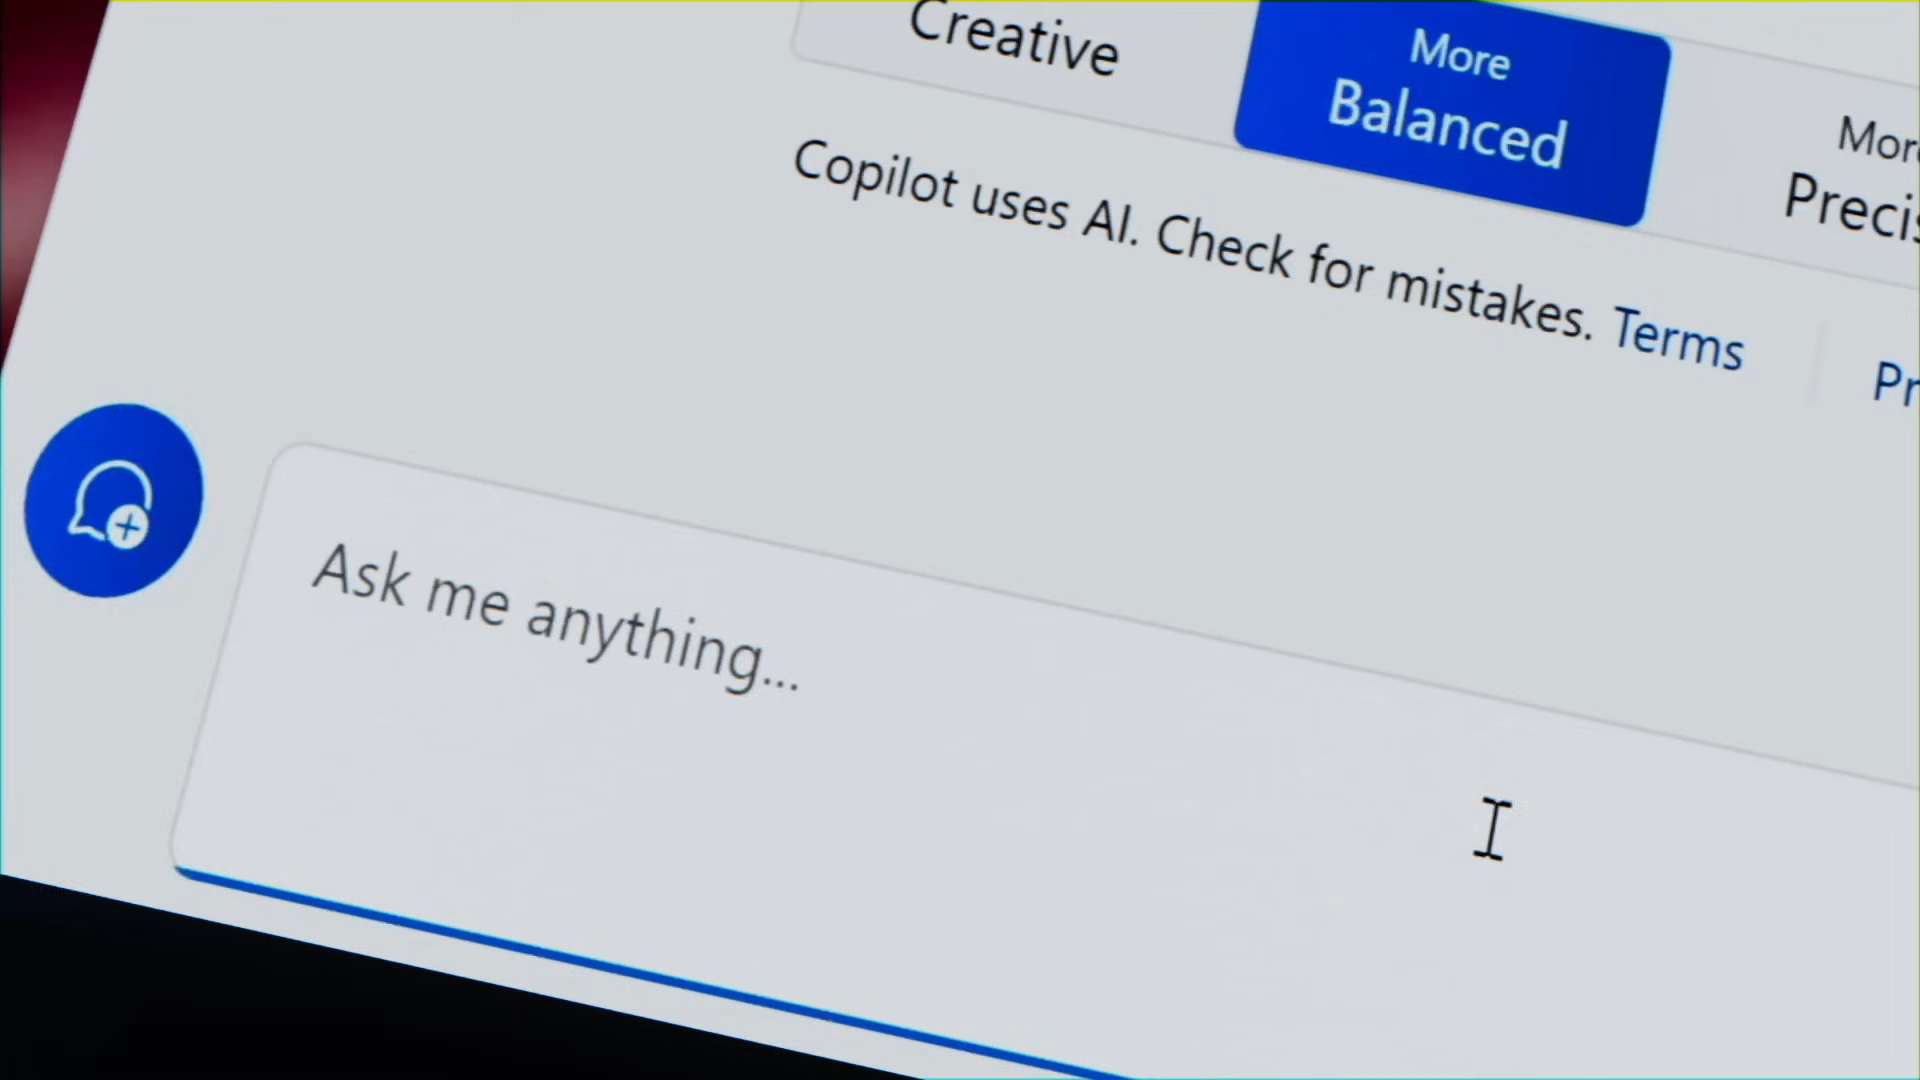 Creative
More
Balanced
Copilot uses AI. Check for mistakes. Terms
Ask me anything...